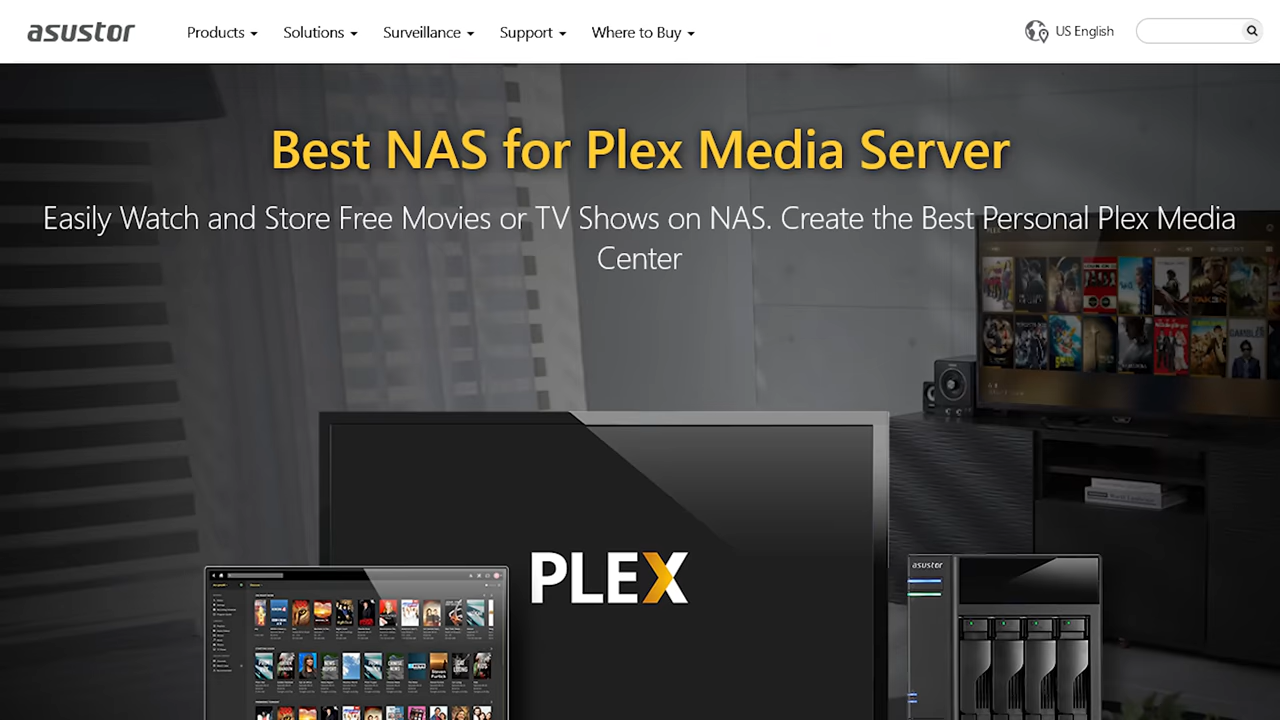 asustor
Products
Solutions
Surveillance
Support
Where to Buy
US English
Best NAS for Plex Media Server
Easily Watch and Store Free Movies or TV Shows on NAS. Create the Best Personal Plex Media
Center
PLEX
asustor